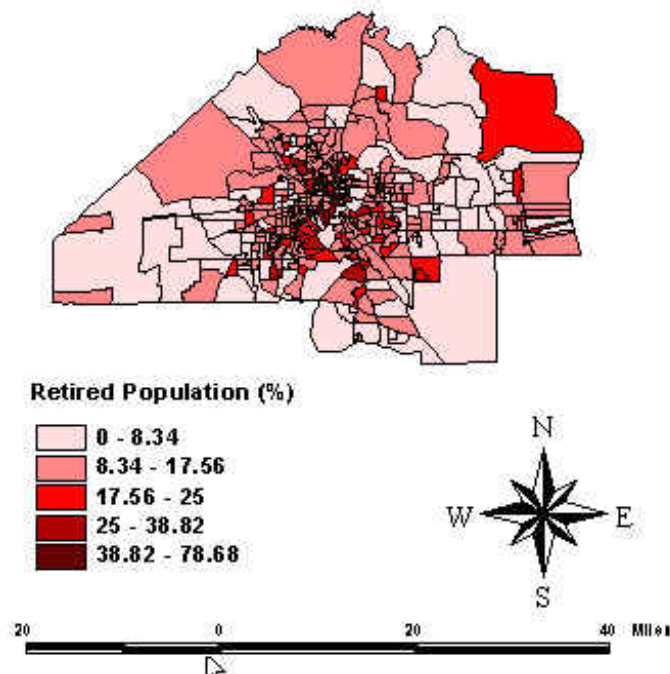 Retired Population (%)
0 - 8.34
8.34 - 17.56
17.56 - 25
25 - 38.82
38.82 - 78.68
N
W E
S
20 0 20 40 Miles